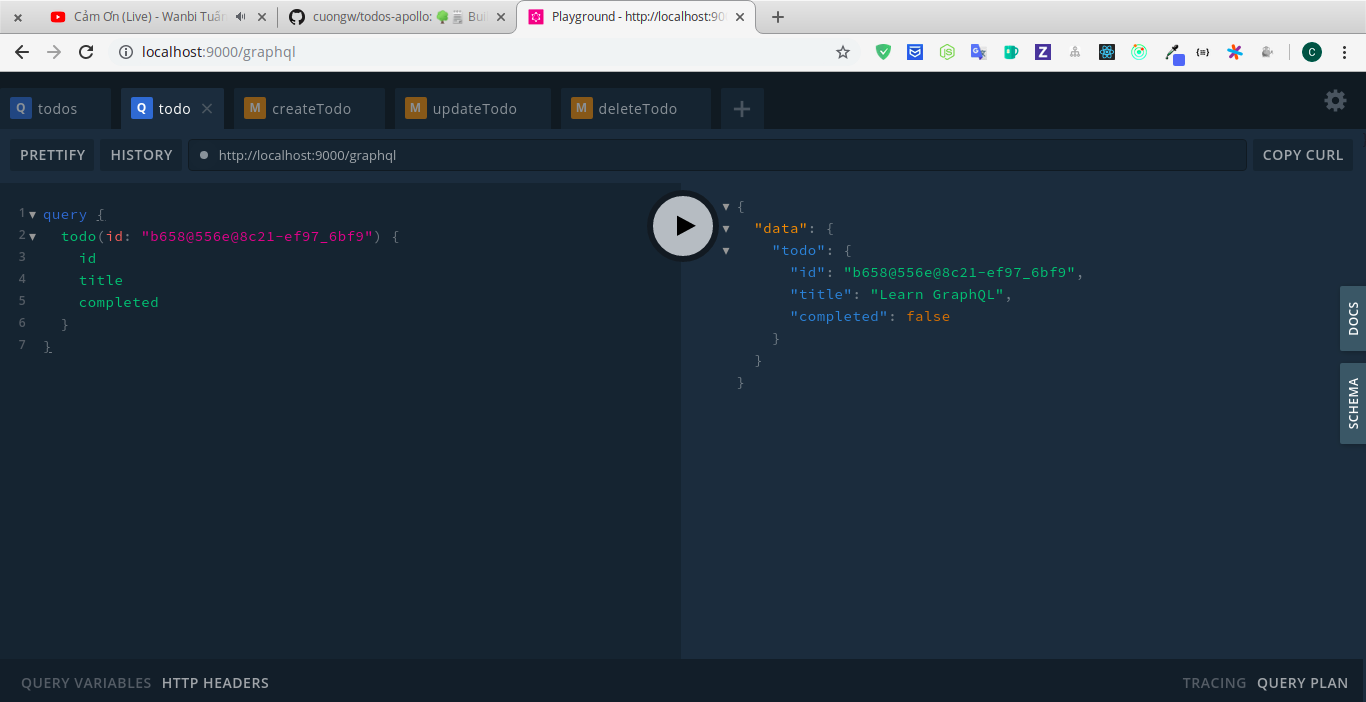 Cảm Ơn (Live) - Wanbi Tuấn
cuongw/todos-apollo: 🌳🗒 Buil
Playground - http://localhost:90
localhost:9000/graphql
C
Q todos
Q todo
M createTodo
M updateTodo
M deleteTodo
PRETTIFY
HISTORY
http://localhost:9000/graphql
COPY CURL
1 query {
2 todo(id: "b658@556e@8c21-ef97_6bf9") {
3 id
4 title
5 completed
6 }
7 }
{
"data": {
"todo": {
"id": "b658@556e@8c21-ef97_6bf9",
"title": "Learn GraphQL",
"completed": false
}
}
}
DOCS
SCHEMA
QUERY VARIABLES
HTTP HEADERS
TRACING
QUERY PLAN